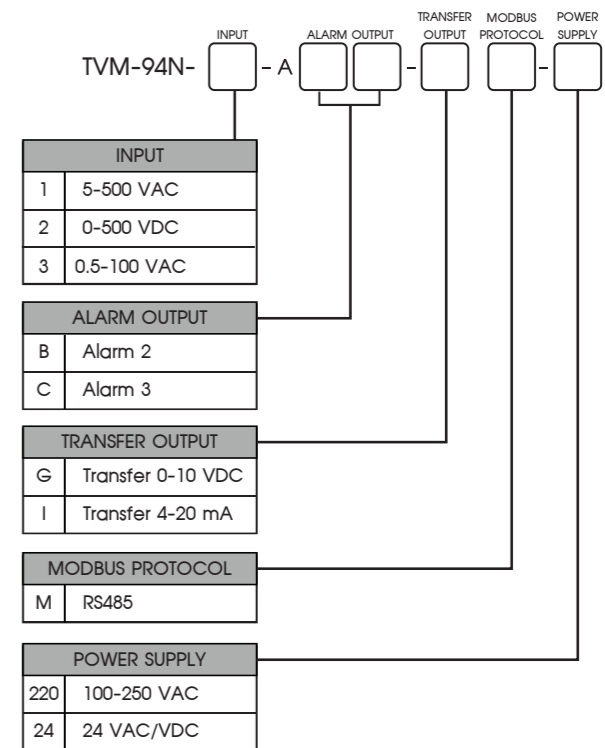 TRANSFER MODBUS POWER
INPUT ALARM OUTPUT OUTPUT PROTOCOL SUPPLY
TVM-94N- - A - -
INPUT
1 5-500 VAC
2 0-500 VDC
3 0.5-100 VAC
ALARM OUTPUT
B Alarm 2
C Alarm 3
TRANSFER OUTPUT
G Transfer 0-10 VDC
I Transfer 4-20 mA
MODBUS PROTOCOL
M RS485
POWER SUPPLY
220 100-250 VAC
24 24 VAC/VDC